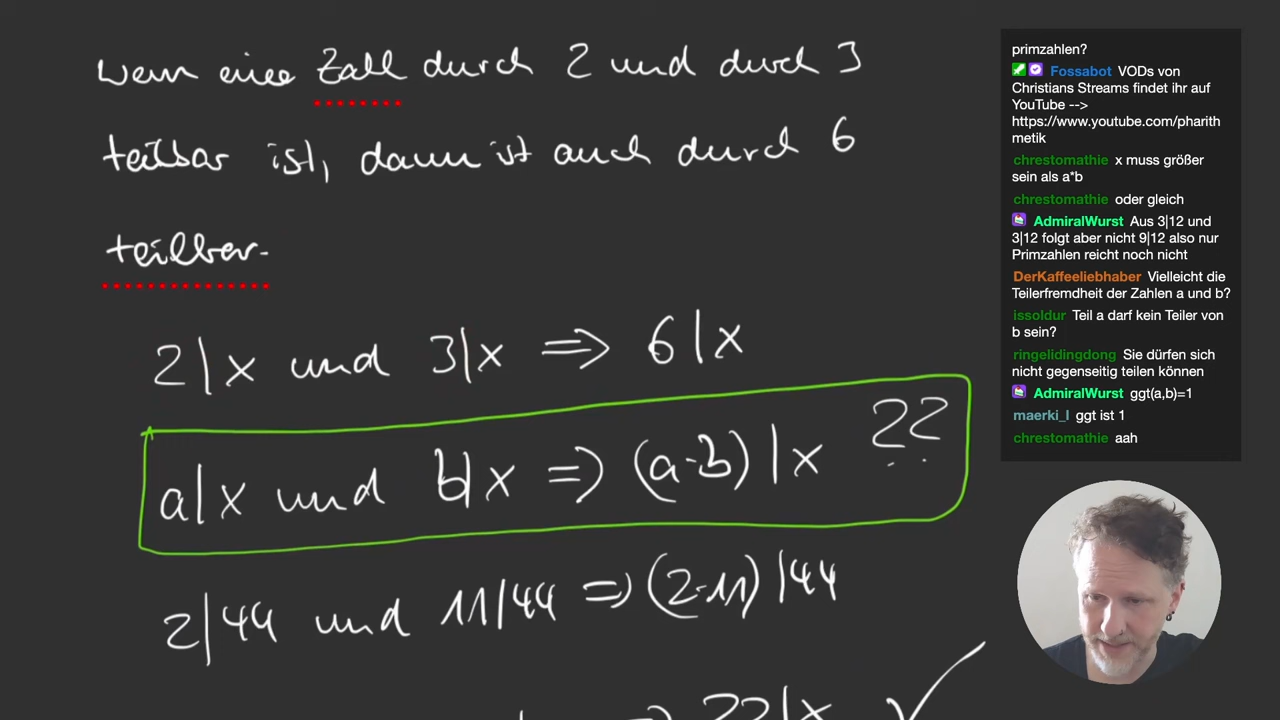 Wenn eine Zahl durch 2 und durch 3
teilbar ist, dann ist auch durch 6
teilbar.
2|x und 3|x => 6|x
a|x und b|x => (a·b)|x ??
2|44 und 11/44 => (2·11)|44
=> 22|x ✓
primzahlen?
Fossabot VODs von
Christians Streams findet ihr auf
YouTube -->
https://www.youtube.com/pharith
metik
chrestomathie x muss größer
sein als a*b
chrestomathie oder gleich
AdmiralWurst Aus 3|12 und
3|12 folgt aber nicht 9|12 also nur
Primzahlen reicht noch nicht
DerKaffeeliebhaber Vielleicht die
Teilerfremdheit der Zahlen a und b?
issoldur Teil a darf kein Teiler von
b sein?
ringelidingdong Sie dürfen sich
nicht gegenseitig teilen können
AdmiralWurst ggt(a,b)=1
maerki_l ggt ist 1
chrestomathie aah